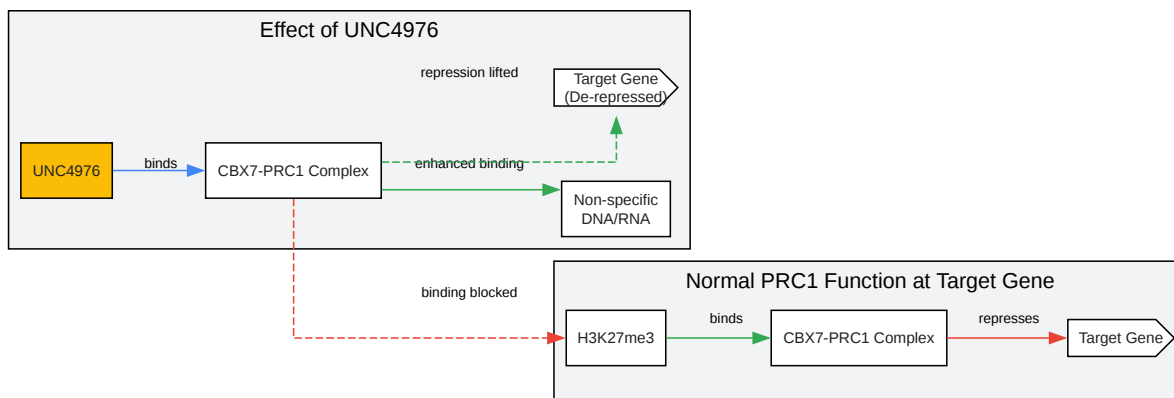 Effect of UNC4976
repression lifted
Target Gene
(De-repressed)
UNC4976
binds
CBX7-PRC1 Complex
enhanced binding
Non-specific
DNA/RNA
binding blocked
Normal PRC1 Function at Target Gene
H3K27me3
binds
CBX7-PRC1 Complex
represses
Target Gene